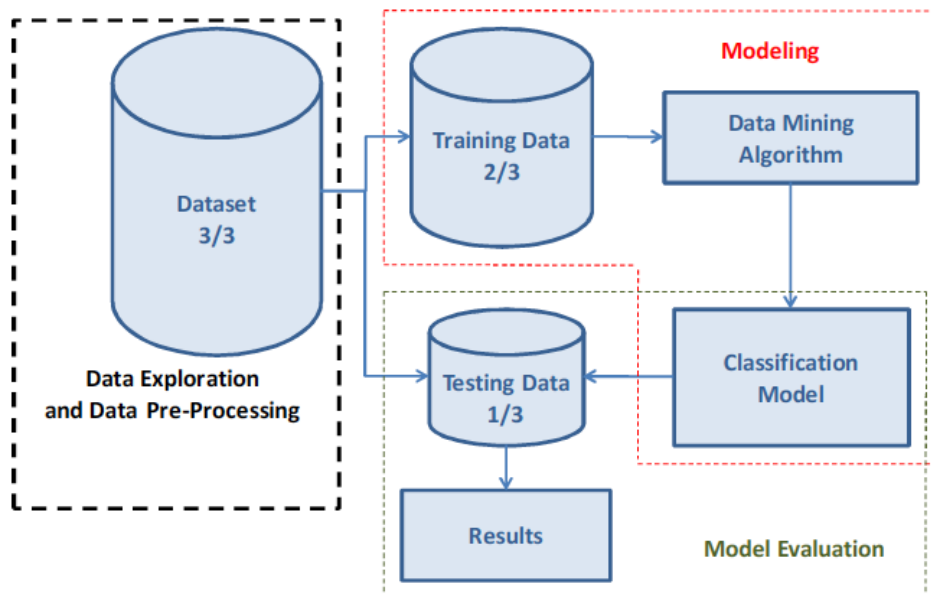 Dataset
3/3
Data Exploration
and Data Pre-Processing
Modeling
Training Data
2/3
Data Mining
Algorithm
Testing Data
1/3
Classification
Model
Results
Model Evaluation